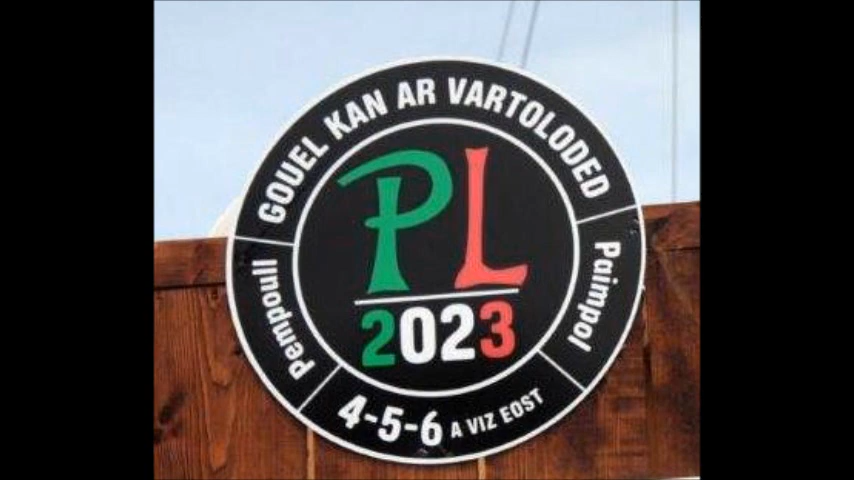 GOUEL KAN AR VARTOLODED
PL
2023
Pempoull
Paimpol
4-5-6 A VIZ EOST